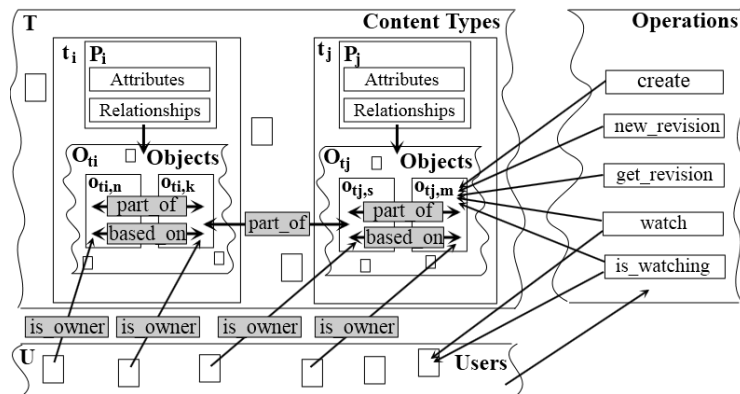 T
Content Types
Operations
t i
P i
Attributes
Relationships
t j
P j
Attributes
Relationships
create
new_revision
get_revision
watch
is_watching
O ti
Objects
o ti,n
o ti,k
part_of
based_on
part_of
O tj
Objects
o tj,s
o tj,m
part_of
based_on
is_owner
is_owner
is_owner
is_owner
U
Users